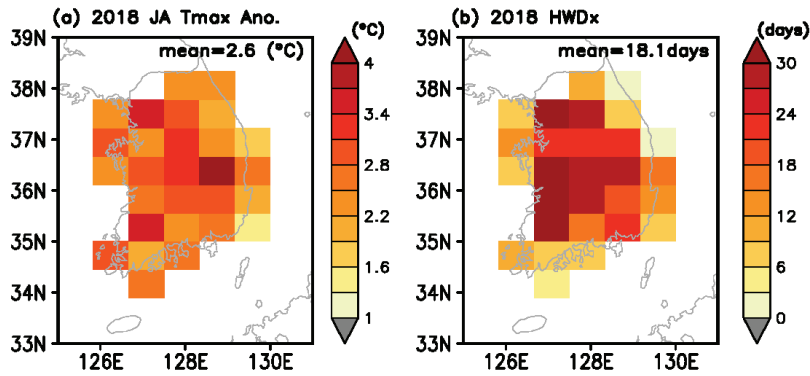 (a) 2018 JA Tmax Ano.
(°C)
mean=2.6 (°C)
39N
38N
37N
36N
35N
34N
33N
126E
128E
130E
4
3.4
2.8
2.2
1.6
1
(b) 2018 HWDx
(days)
mean=18.1days
39N
38N
37N
36N
35N
34N
33N
126E
128E
130E
30
24
18
12
6
0